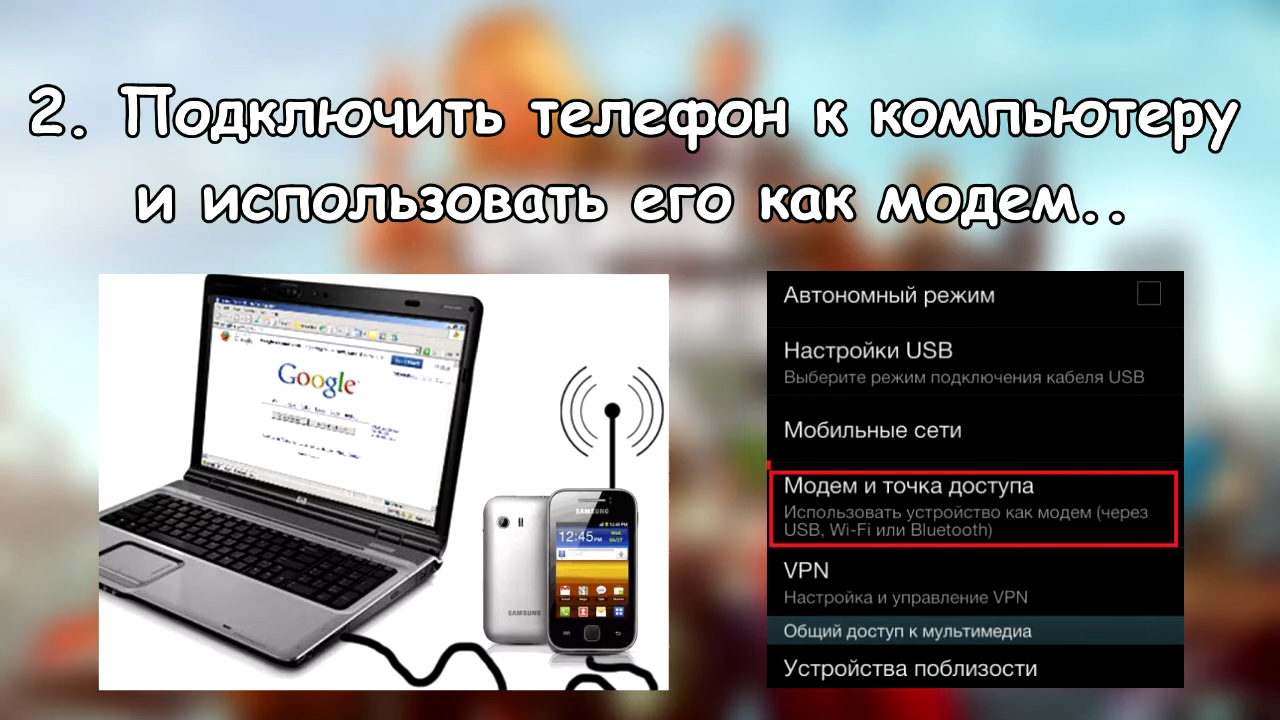 2. Подключить телефон к компьютеру
и использовать его как модем..
Google
SAMSUNG
SAMSUNG
12:45PM
Автономный режим
Настройки USB
Выберите режим подключения кабеля USB
Мобильные сети
Модем и точка доступа
Использовать устройство как модем (через
USB, Wi-Fi или Bluetooth)
VPN
Настройка и управление VPN
Общий доступ к мультимедиа
Устройства поблизости